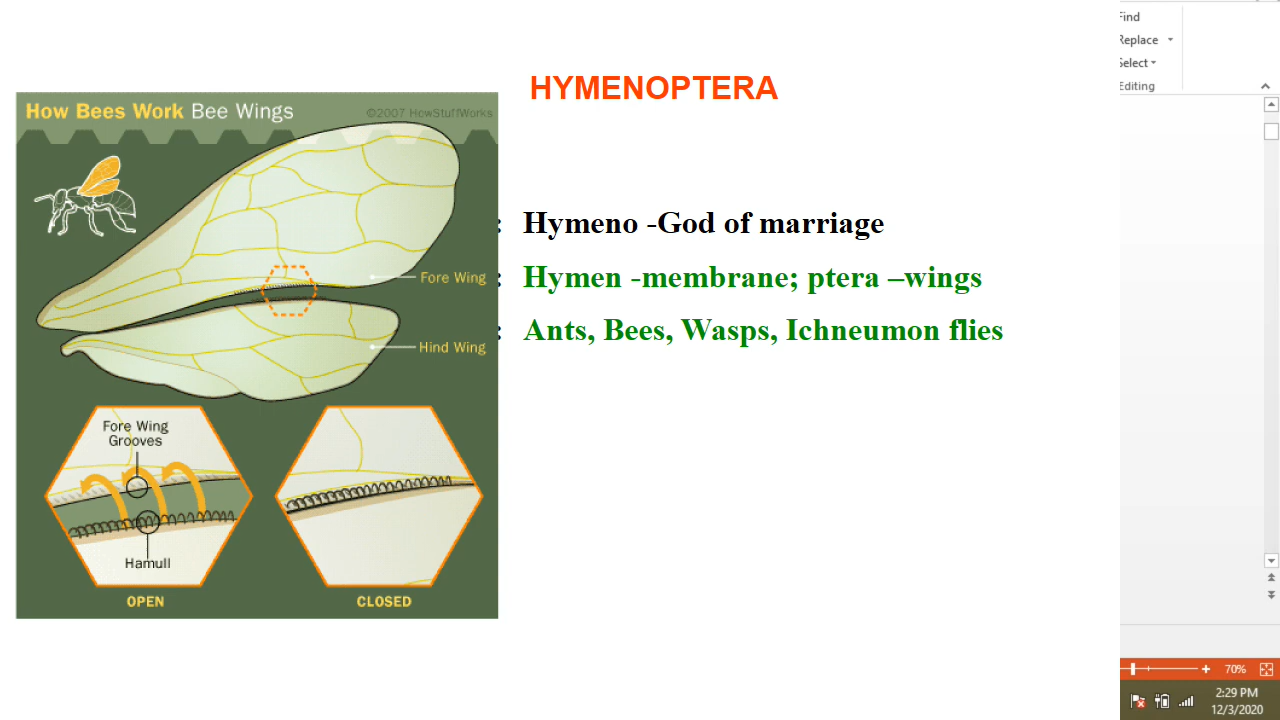 HYMENOPTERA
How Bees Work Bee Wings
©2007 HowStuffWorks
: Hymeno -God of marriage
: Hymen -membrane; ptera –wings
: Ants, Bees, Wasps, Ichneumon flies
Fore Wing
Hind Wing
Fore Wing
Grooves
Hamull
OPEN
CLOSED
Find
Replace
Select
Editing
70%
2:29 PM
12/3/2020